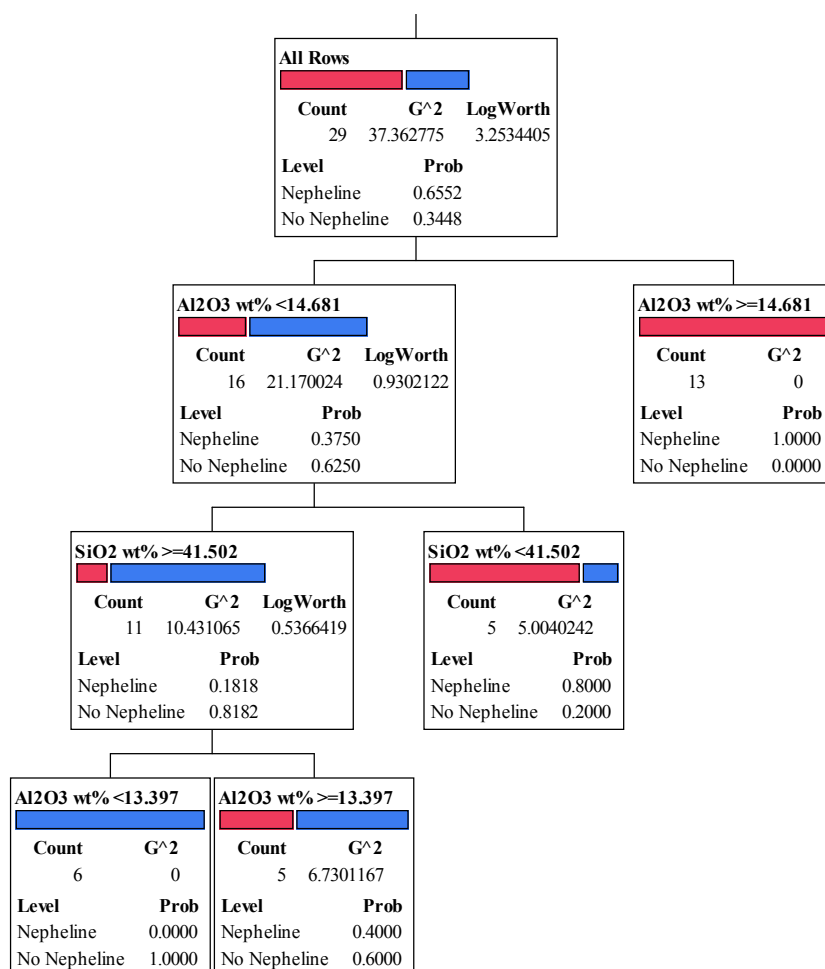 All Rows
Count G^2 LogWorth
29 37.362775 3.2534405
Level Prob
Nepheline 0.6552
No Nepheline 0.3448
Al2O3 wt% <14.681
Count G^2 LogWorth
16 21.170024 0.9302122
Level Prob
Nepheline 0.3750
No Nepheline 0.6250
Al2O3 wt% >=14.681
Count G^2
13 0
Level Prob
Nepheline 1.0000
No Nepheline 0.0000
SiO2 wt% >=41.502
Count G^2 LogWorth
11 10.431065 0.5366419
Level Prob
Nepheline 0.1818
No Nepheline 0.8182
SiO2 wt% <41.502
Count G^2
5 5.0040242
Level Prob
Nepheline 0.8000
No Nepheline 0.2000
Al2O3 wt% <13.397
Count G^2
6 0
Level Prob
Nepheline 0.0000
No Nepheline 1.0000
Al2O3 wt% >=13.397
Count G^2
5 6.7301167
Level Prob
Nepheline 0.4000
No Nepheline 0.6000